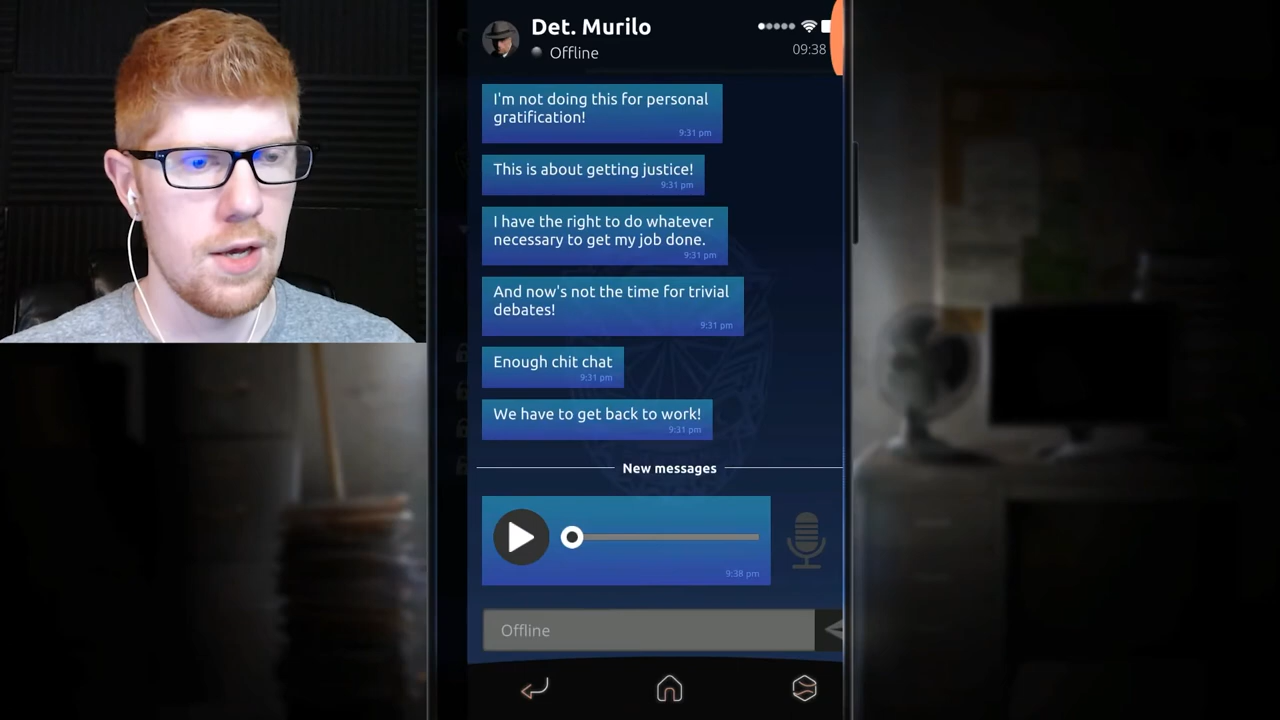 Det. Murilo
Offline
09:38
I'm not doing this for personal
gratification!
9:31 pm
This is about getting justice!
9:31 pm
I have the right to do whatever
necessary to get my job done.
9:31 pm
And now's not the time for trivial
debates!
9:31 pm
Enough chit chat
9:31 pm
We have to get back to work!
9:31 pm
New messages
9:38 pm
Offline